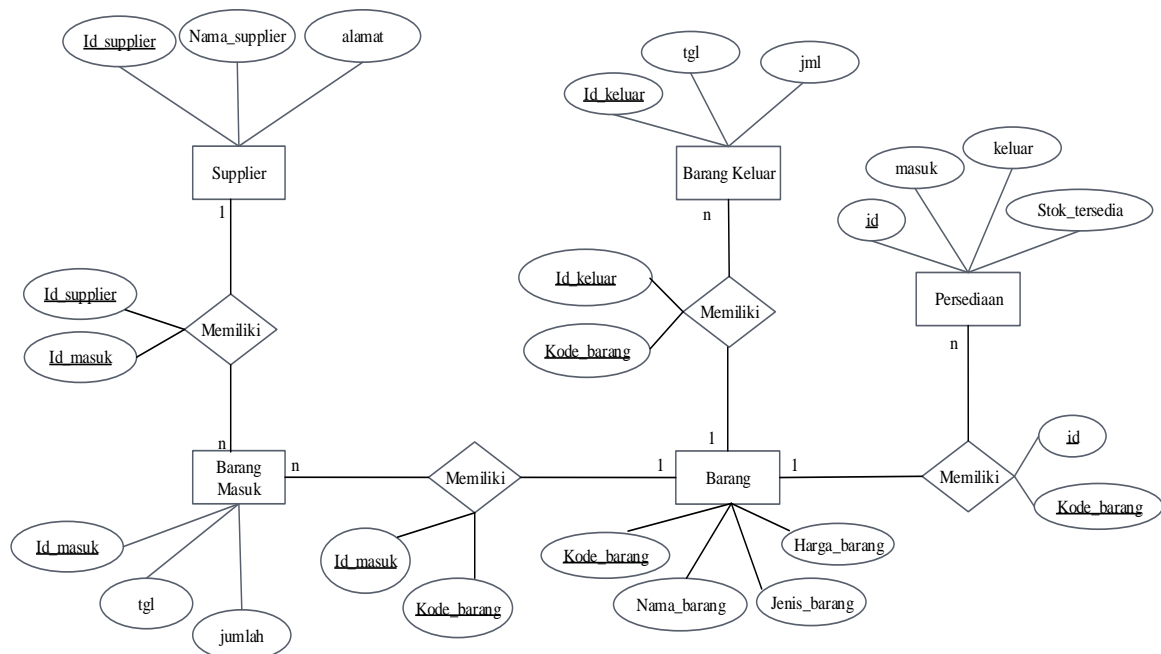 Id_supplier
Nama_supplier
alamat
Supplier
1
Id_supplier
Id_masuk
Memiliki
n
Barang
Masuk
Id_masuk
tgl
jumlah
n
Memiliki
1
Id_masuk
Kode_barang
Id_keluar
tgl
jml
Barang Keluar
n
Id_keluar
Kode_barang
Memiliki
1
Barang
Kode_barang
Nama_barang
Jenis_barang
Harga_barang
id
masuk
keluar
Stok_tersedia
Persediaan
n
1
Memiliki
id
Kode_barang